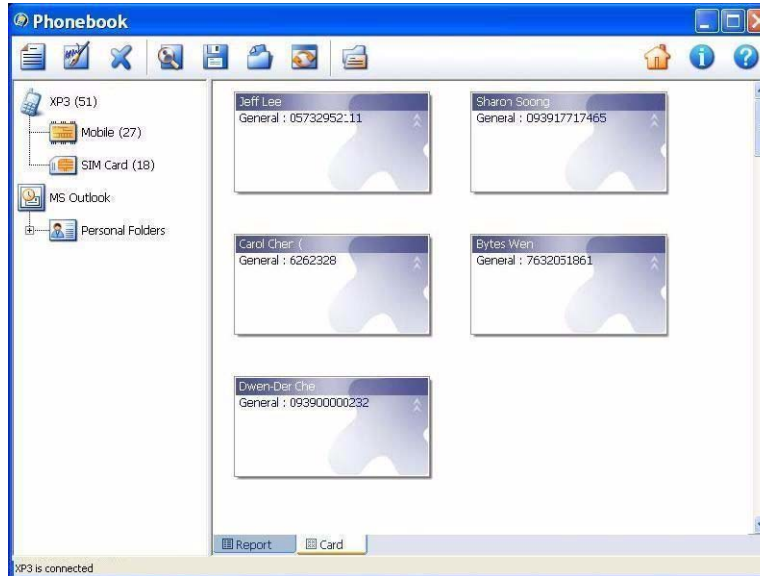 Phonebook
XP3 (51)
Mobile (27)
SIM Card (18)
MS Outlook
Personal Folders
Jeff Lee
General : 05732952111
Sharon Soong
General : 093917717465
Carol Chen (
General : 6262328
Bytes Wen
General : 7632051861
Dwen-Der Che
General : 093900000232
Report
Card
XP3 is connected